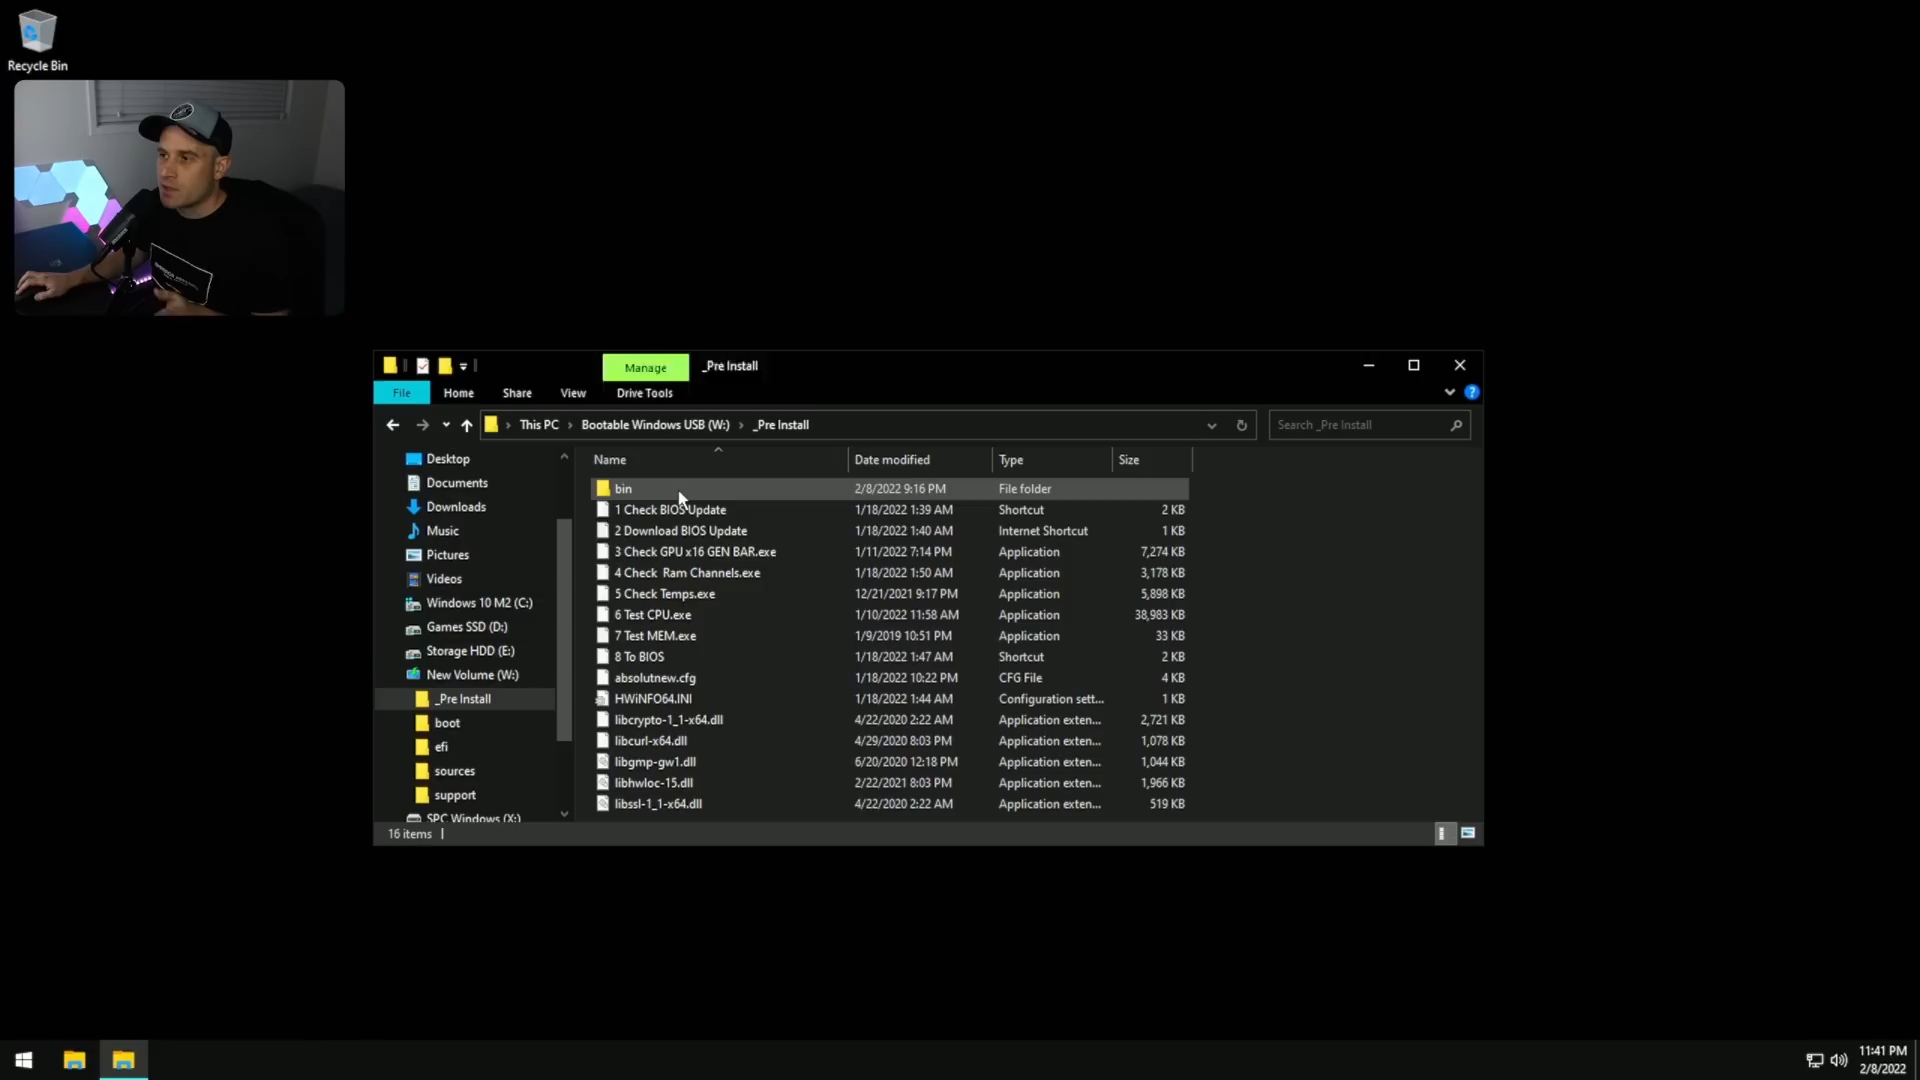 Recycle Bin
Manage
_Pre Install
File
Home
Share
View
Drive Tools
This PC > Bootable Windows USB (W:) > _Pre Install
Search _Pre Install
Name
Date modified
Type
Size
Desktop
Documents
Downloads
Music
Pictures
Videos
Windows 10 M2 (C:)
Games SSD (D:)
Storage HDD (E:)
New Volume (W:)
_Pre Install
boot
efi
sources
support
SPC Windows (X:)
bin 2/8/2022 9:16 PM File folder
1 Check BIOS Update 1/18/2022 1:39 AM Shortcut 2 KB
2 Download BIOS Update 1/18/2022 1:40 AM Internet Shortcut 1 KB
3 Check GPU x16 GEN BAR.exe 1/11/2022 7:14 PM Application 7,274 KB
4 Check  Ram Channels.exe 1/18/2022 1:50 AM Application 3,178 KB
5 Check Temps.exe 12/21/2021 9:17 PM Application 5,898 KB
6 Test CPU.exe 1/10/2022 11:58 AM Application 38,983 KB
7 Test MEM.exe 1/9/2019 10:51 PM Application 33 KB
8 To BIOS 1/18/2022 1:47 AM Shortcut 2 KB
absolutnew.cfg 1/18/2022 10:22 PM CFG File 4 KB
HWiNFO64.INI 1/18/2022 1:44 AM Configuration sett... 1 KB
libcrypto-1_1-x64.dll 4/22/2020 2:22 AM Application exten... 2,721 KB
libcurl-x64.dll 4/29/2020 8:03 PM Application exten... 1,078 KB
libgmp-gw1.dll 6/20/2020 12:18 PM Application exten... 1,044 KB
libhwloc-15.dll 2/22/2021 8:03 PM Application exten... 1,966 KB
libssl-1_1-x64.dll 4/22/2020 2:22 AM Application exten... 519 KB
16 items
11:41 PM
2/8/2022